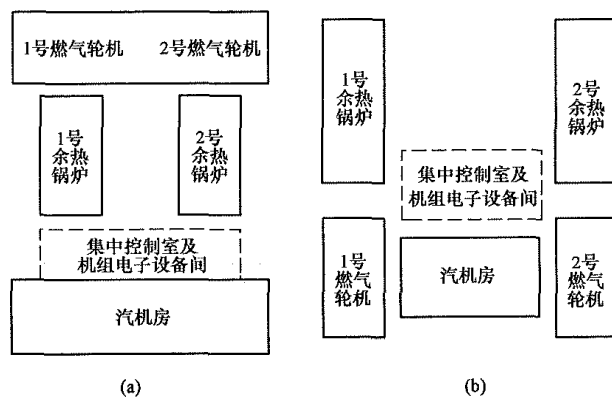 1号燃气轮机 2号燃气轮机
1号
余热
锅炉
2号
余热
锅炉
集中控制室及
机组电子设备间
汽机房
(a)
1号
余热
锅炉
2号
余热
锅炉
集中控制室及
机组电子设备间
1号
燃气
轮机
汽机房
2号
燃气
轮机
(b)